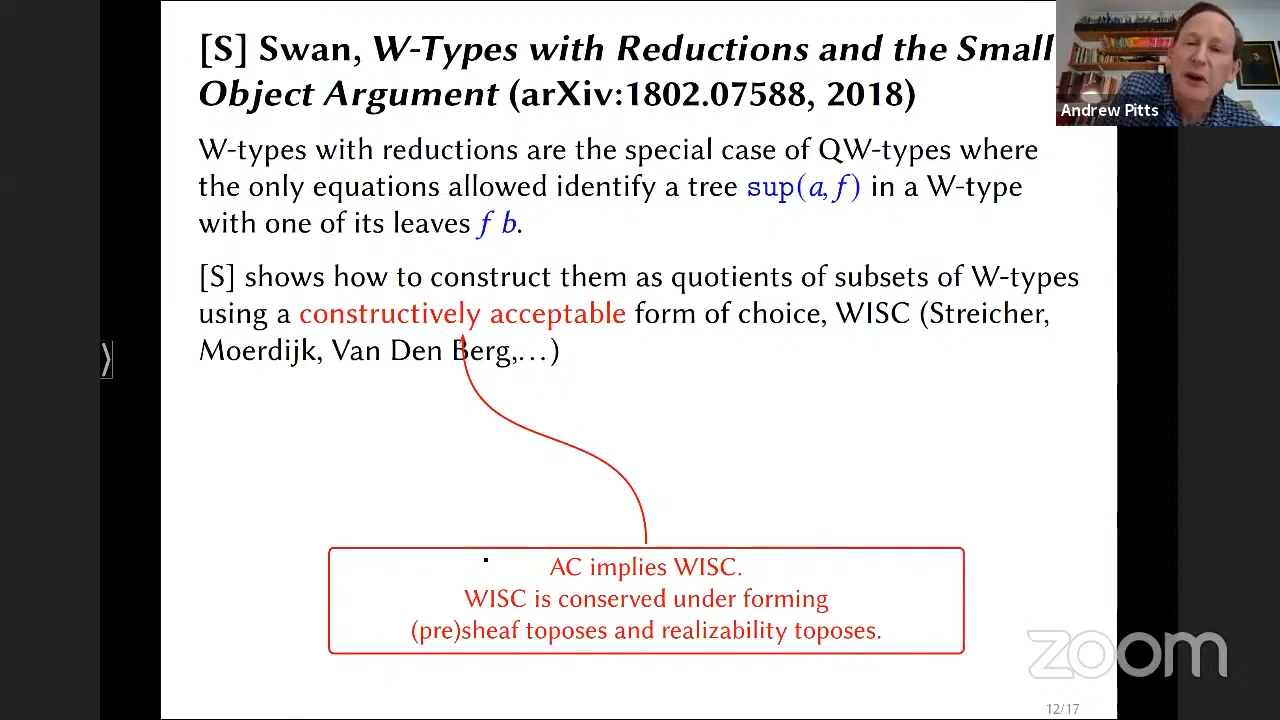 [S] Swan, W-Types with Reductions and the Small
Object Argument (arXiv:1802.07588, 2018)
Andrew Pitts
W-types with reductions are the special case of QW-types where
the only equations allowed identify a tree sup(a, f) in a W-type
with one of its leaves f b.
[S] shows how to construct them as quotients of subsets of W-types
using a constructively acceptable form of choice, WISC (Streicher,
Moerdijk, Van Den Berg,…)
AC implies WISC.
WISC is conserved under forming
(pre)sheaf toposes and realizability toposes.
zoom
12/17